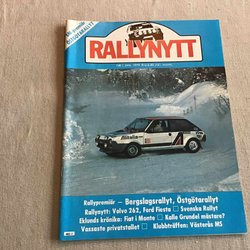 RALLYNYTT
Rallypremiär — Bergslagsrallyt, Östgötarallyt
Rallynytt: Volvo 262, Ford Fiesta □ Svenska Rallyt
Eklunds krönika: Fiat i Monte □ Kalle Grundel mästare?
Vassaste privatstallet □ Klubbträffen: Västerås MS